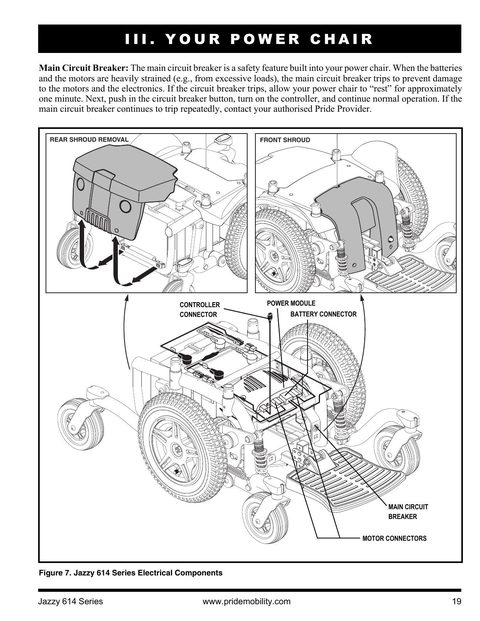 III. YOUR POWER CHAIR
Main Circuit Breaker: The main circuit breaker is a safety feature built into your power chair. When the batteries
and the motors are heavily strained (e.g., from excessive loads), the main circuit breaker trips to prevent damage
to the motors and the electronics. If the circuit breaker trips, allow your power chair to “rest” for approximately
one minute. Next, push in the circuit breaker button, turn on the controller, and continue normal operation. If the
main circuit breaker continues to trip repeatedly, contact your authorised Pride Provider.
REAR SHROUD REMOVAL
FRONT SHROUD
CONTROLLER
CONNECTOR
POWER MODULE
BATTERY CONNECTOR
MAIN CIRCUIT
BREAKER
MOTOR CONNECTORS
Figure 7. Jazzy 614 Series Electrical Components
Jazzy 614 Series www.pridemobility.com 19